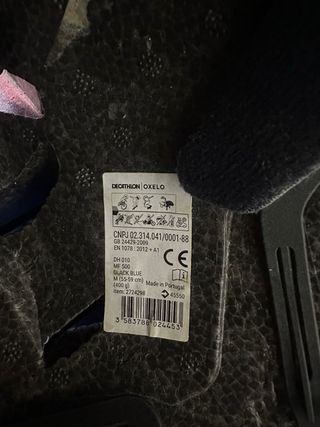 DECATHLON | OXELO
CNPJ 02.314.041/0001-88
GB 24429-2009
EN 1078 : 2012 + A1
CE
DH 010
MF 500
BLACK BLUE
M (55-59 cm) Made in Portugal
(400 g)
45550
item: 2724298
3 583788 024453